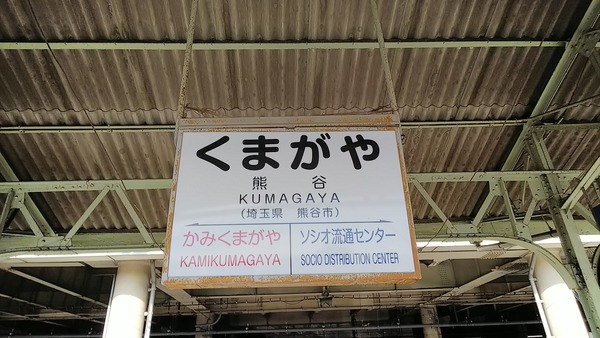 くまがや
熊 谷
KUMAGAYA
(埼玉県 熊谷市)
かみくまがや
KAMIKUMAGAYA
ソシオ流通センター
SOCIO DISTRIBUTION CENTER